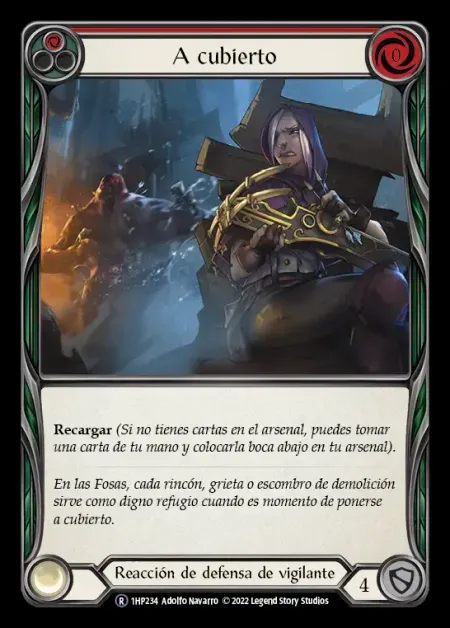 A cubierto
0
Recargar (Si no tienes cartas en el arsenal, puedes tomar
una carta de tu mano y colocarla boca abajo en tu arsenal).
En las Fosas, cada rincón, grieta o escombro de demolición
sirve como digno refugio cuando es momento de ponerse
a cubierto.
Reacción de defensa de vigilante
4
R 1HP234 Adolfo Navarro © 2022 Legend Story Studios